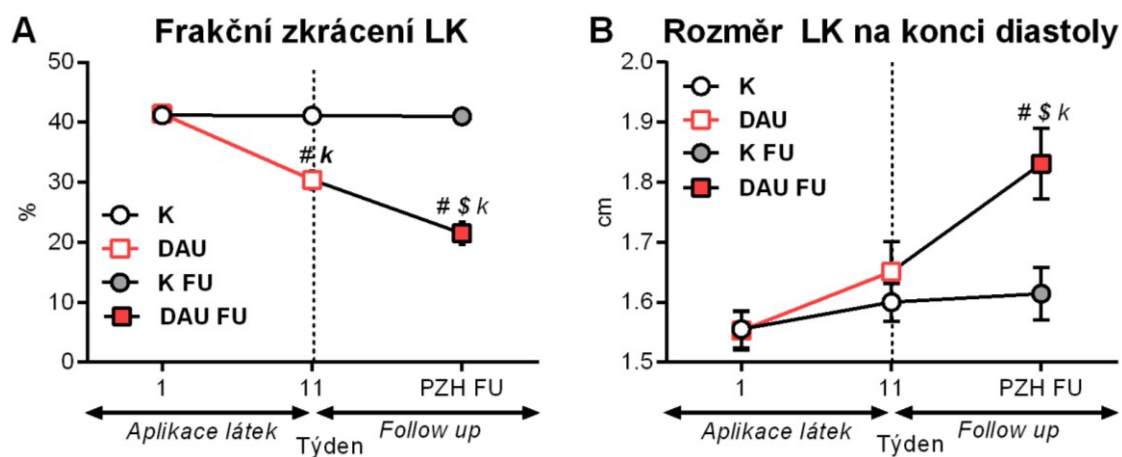 A Frakční zkrácení LK
50
40
30
20
10
0
%
# k
# $ k
K
DAU
K FU
DAU FU
1 11 PZH FU
Aplikace látek Follow up
Týden
B Rozměr LK na konci diastoly
2.0
1.9
1.8
1.7
1.6
1.5
cm
K
DAU
K FU
DAU FU
# $ k
1 11 PZH FU
Aplikace látek Follow up
Týden